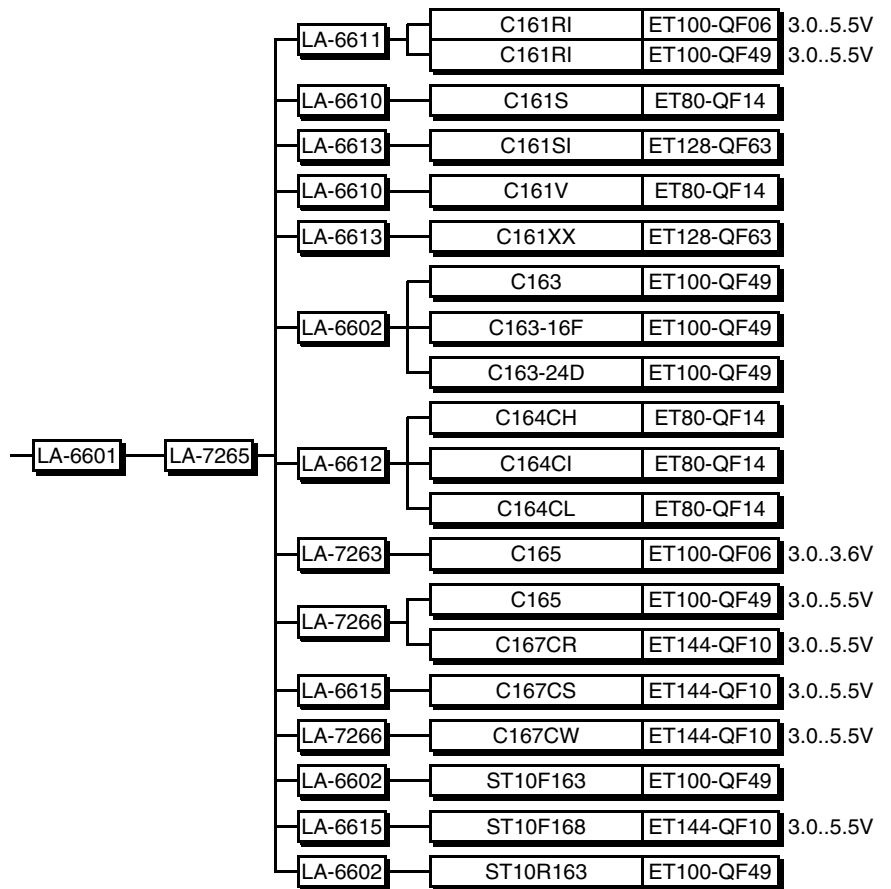 LA-6611 C161RI ET100-QF06 3.0..5.5V
C161RI ET100-QF49 3.0..5.5V
LA-6610 C161S ET80-QF14
LA-6613 C161SI ET128-QF63
LA-6610 C161V ET80-QF14
LA-6613 C161XX ET128-QF63
C163 ET100-QF49
LA-6602 C163-16F ET100-QF49
C163-24D ET100-QF49
C164CH ET80-QF14
LA-6601 LA-7265 LA-6612 C164CI ET80-QF14
C164CL ET80-QF14
LA-7263 C165 ET100-QF06 3.0..3.6V
LA-7266 C165 ET100-QF49 3.0..5.5V
C167CR ET144-QF10 3.0..5.5V
LA-6615 C167CS ET144-QF10 3.0..5.5V
LA-7266 C167CW ET144-QF10 3.0..5.5V
LA-6602 ST10F163 ET100-QF49
LA-6615 ST10F168 ET144-QF10 3.0..5.5V
LA-6602 ST10R163 ET100-QF49